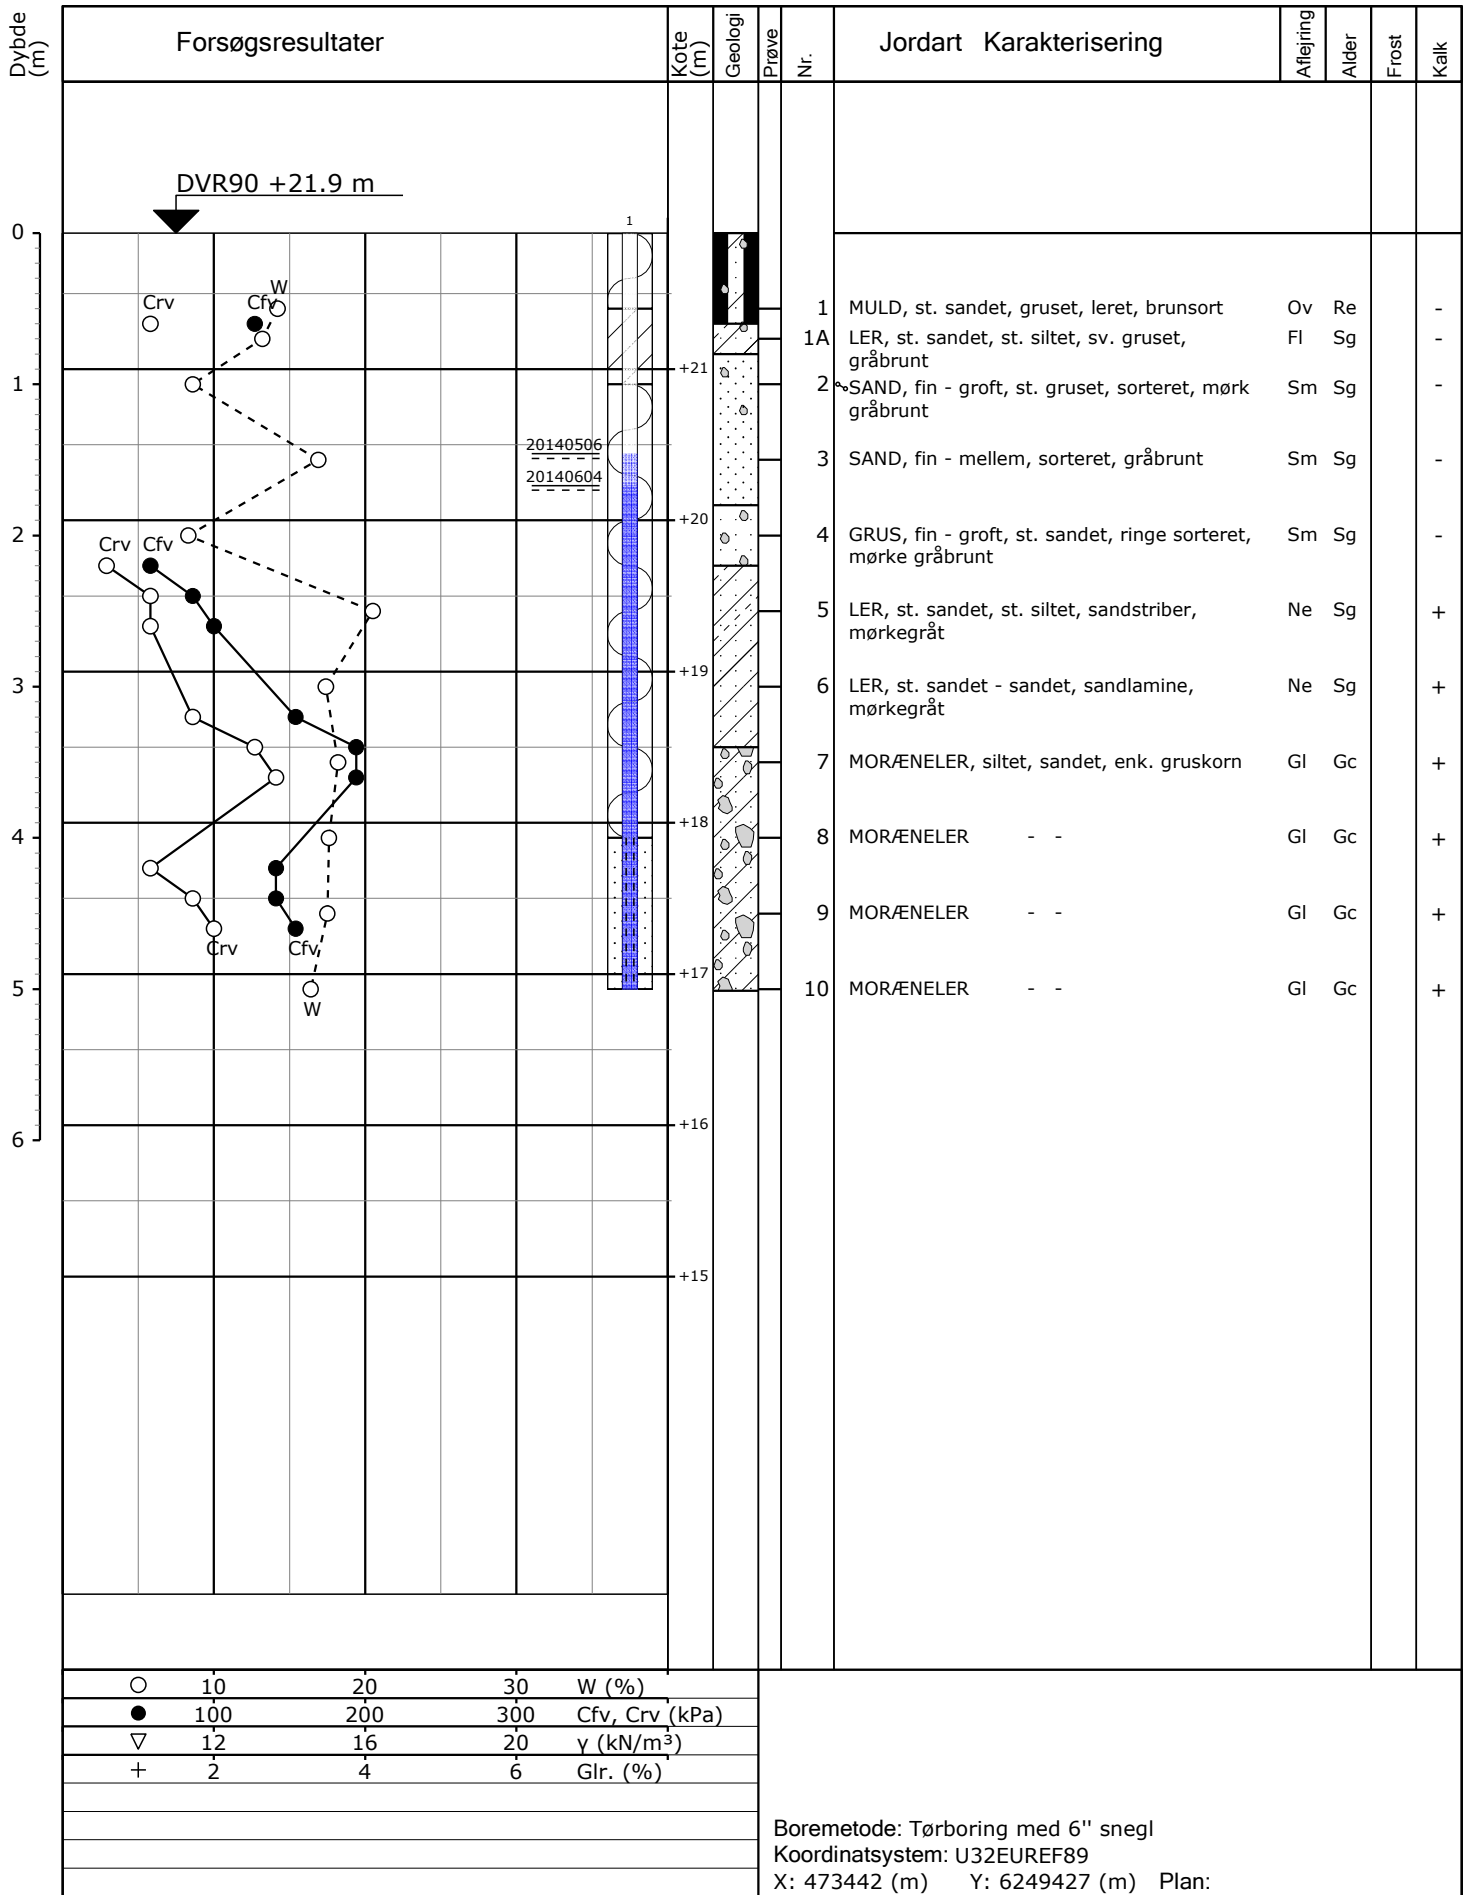 Dybde (m) Forsøgsresultater Kote (m) Geologi Prøve Nr. Jordart Karakterisering Aflejring Alder Frost Kalk
DVR90 +21.9 m
0
1
W
Crv Cfv
1 MULD, st. sandet, gruset, leret, brunsort Ov Re -
1A LER, st. sandet, st. siltet, sv. gruset, Fl Sg -
gråbrunt
+21
1
2 SAND, fin - groft, st. gruset, sorteret, mørk Sm Sg -
gråbrunt
20140506
3 SAND, fin - mellem, sorteret, gråbrunt Sm Sg -
20140604
+20
2
4 GRUS, fin - groft, st. sandet, ringe sorteret, Sm Sg -
mørke gråbrunt
Crv Cfv
5 LER, st. sandet, st. siltet, sandstriber, Ne Sg +
mørkegråt
+19
3
6 LER, st. sandet - sandet, sandlamine, Ne Sg +
mørkegråt
7 MORÆNELER, siltet, sandet, enk. gruskorn Gl Gc +
+18
4
8 MORÆNELER - - Gl Gc +
9 MORÆNELER - - Gl Gc +
Crv Cfv
+17
5
10 MORÆNELER - - Gl Gc +
W
+16
6
+15
10 20 30 W (%)
100 200 300 Cfv, Crv (kPa)
12 16 20 γ (kN/m³)
+ 2 4 6 Glr. (%)
Boremetode: Tørboring med 6'' snegl
Koordinatsystem: U32EUREF89
X: 473442 (m) Y: 6249427 (m) Plan: